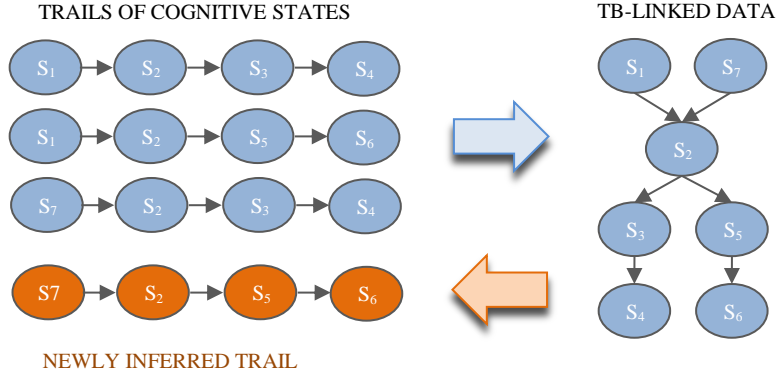 TRAILS OF COGNITIVE STATES
S₁ S₂ S₃ S₄
S₁ S₂ S₅ S₆
S₇ S₂ S₃ S₄
S7 S₂ S₅ S₆
NEWLY INFERRED TRAIL
TB-LINKED DATA
S₁ S₇
S₂
S₃ S₅
S₄ S₆